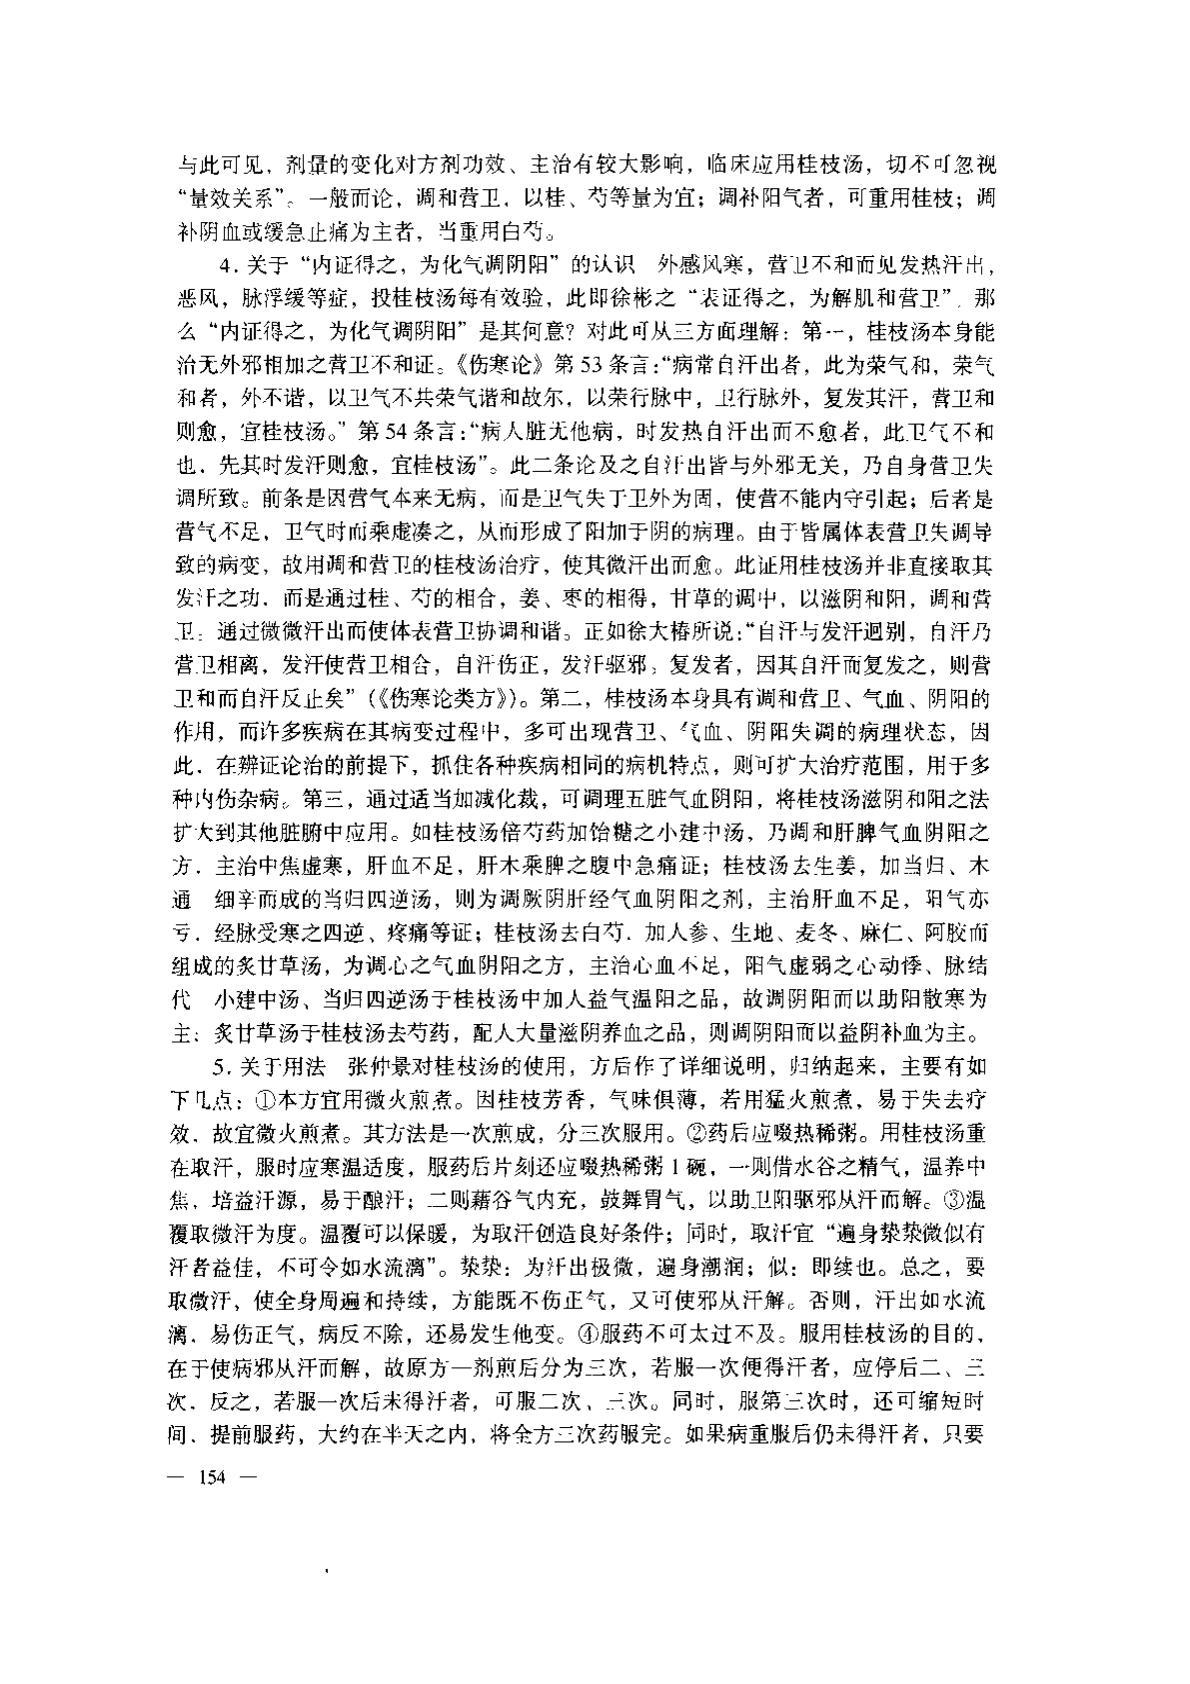 与此可见，剂量的变化对方剂功效、主治有较大影响，临床应用桂枝汤，切不可忽视
“量效关系”。一般而论，调和营卫，以桂、芍等量为宜；调补阳气者，可重用桂枝；调
补阴血或缓急止痛为主者，当重用白芍。
4. 关于“内证得之，为化气调阴阳”的认识　外感风寒，营卫不和而见发热汗出，
恶风，脉浮缓等症，投桂枝汤每有效验，此即徐彬之“表证得之，为解肌和营卫”，那
么“内证得之，为化气调阴阳”是其何意？对此可从三方面理解：第一，桂枝汤本身能
治无外邪相加之营卫不和证。《伤寒论》第 53 条言：“病常自汗出者，此为荣气和，荣气
和者，外不谐，以卫气不共荣气谐和故尔，以荣行脉中，卫行脉外，复发其汗，营卫和
则愈，宜桂枝汤。”第 54 条言：“病人脏无他病，时发热自汗出而不愈者，此卫气不和
也，先其时发汗则愈，宜桂枝汤”。此二条论及之自汗出皆与外邪无关，乃自身营卫失
调所致。前条是因营气本来无病，而是卫气失于卫外为固，使营不能内守引起；后者是
营气不足，卫气时而乘虚凑之，从而形成了阳加于阴的病理。由于皆属体表营卫失调导
致的病变，故用调和营卫的桂枝汤治疗，使其微汗出而愈。此证用桂枝汤并非直接取其
发汗之功，而是通过桂、芍的相合，姜、枣的相得，甘草的调中，以滋阴和阳，调和营
卫；通过微微汗出而使体表营卫协调和谐。正如徐大椿所说：“自汗与发汗迥别，自汗乃
营卫相离，发汗使营卫相合，自汗伤正，发汗驱邪；复发者，因其自汗而复发之，则营
卫和而自汗反止矣”（《伤寒论类方》）。第二，桂枝汤本身具有调和营卫、气血、阴阳的
作用，而许多疾病在其病变过程中，多可出现营卫、气血、阴阳失调的病理状态，因
此，在辨证论治的前提下，抓住各种疾病相同的病机特点，则可扩大治疗范围，用于多
种内伤杂病。第三，通过适当加减化裁，可调理五脏气血阴阳，将桂枝汤滋阴和阳之法
扩大到其他脏腑中应用。如桂枝汤倍芍药加饴糖之小建中汤，乃调和肝脾气血阴阳之
方，主治中焦虚寒，肝血不足，肝木乘脾之腹中急痛证；桂枝汤去生姜，加当归、木
通　细辛而成的当归四逆汤，则为调厥阴肝经气血阴阳之剂，主治肝血不足，阳气亦
亏，经脉受寒之四逆、疼痛等证；桂枝汤去白芍，加人参、生地、麦冬、麻仁、阿胶而
组成的炙甘草汤，为调心之气血阴阳之方，主治心血不足，阳气虚弱之心动悸、脉结
代　小建中汤、当归四逆汤于桂枝汤中加人益气温阳之品，故调阴阳而以助阳散寒为
主；炙甘草汤于桂枝汤去芍药，配人大量滋阴养血之品，则调阴阳而以益阴补血为主。
5. 关于用法　张仲景对桂枝汤的使用，方后作了详细说明，归纳起来，主要有如
下几点：①本方宜用微火煎煮。因桂枝芳香，气味俱薄，若用猛火煎煮，易于失去疗
效，故宜微火煎煮。其方法是一次煎成，分三次服用。②药后应啜热稀粥。用桂枝汤重
在取汗，服时应寒温适度，服药后片刻还应啜热稀粥 1 碗，一则借水谷之精气，温养中
焦，培益汗源，易于酿汗；二则藉谷气内充，鼓舞胃气，以助卫阳驱邪从汗而解。③温
覆取微汗为度。温覆可以保暖，为取汗创造良好条件；同时，取汗宜“遍身漐漐微似有
汗者益佳，不可令如水流漓”。漐漐：为汗出极微，遍身潮润；似：即续也。总之，要
取微汗，使全身周遍和持续，方能既不伤正气，又可使邪从汗解。否则，汗出如水流
漓，易伤正气，病反不除，还易发生他变。④服药不可太过不及。服用桂枝汤的目的，
在于使病邪从汗而解，故原方一剂煎后分为三次，若服一次便得汗者，应停后二、三
次，反之，若服一次后未得汗者，可服二次、三次。同时，服第三次时，还可缩短时
间，提前服药，大约在半天之内，将全方三次药服完。如果病重服后仍未得汗者，只要
— 154 —